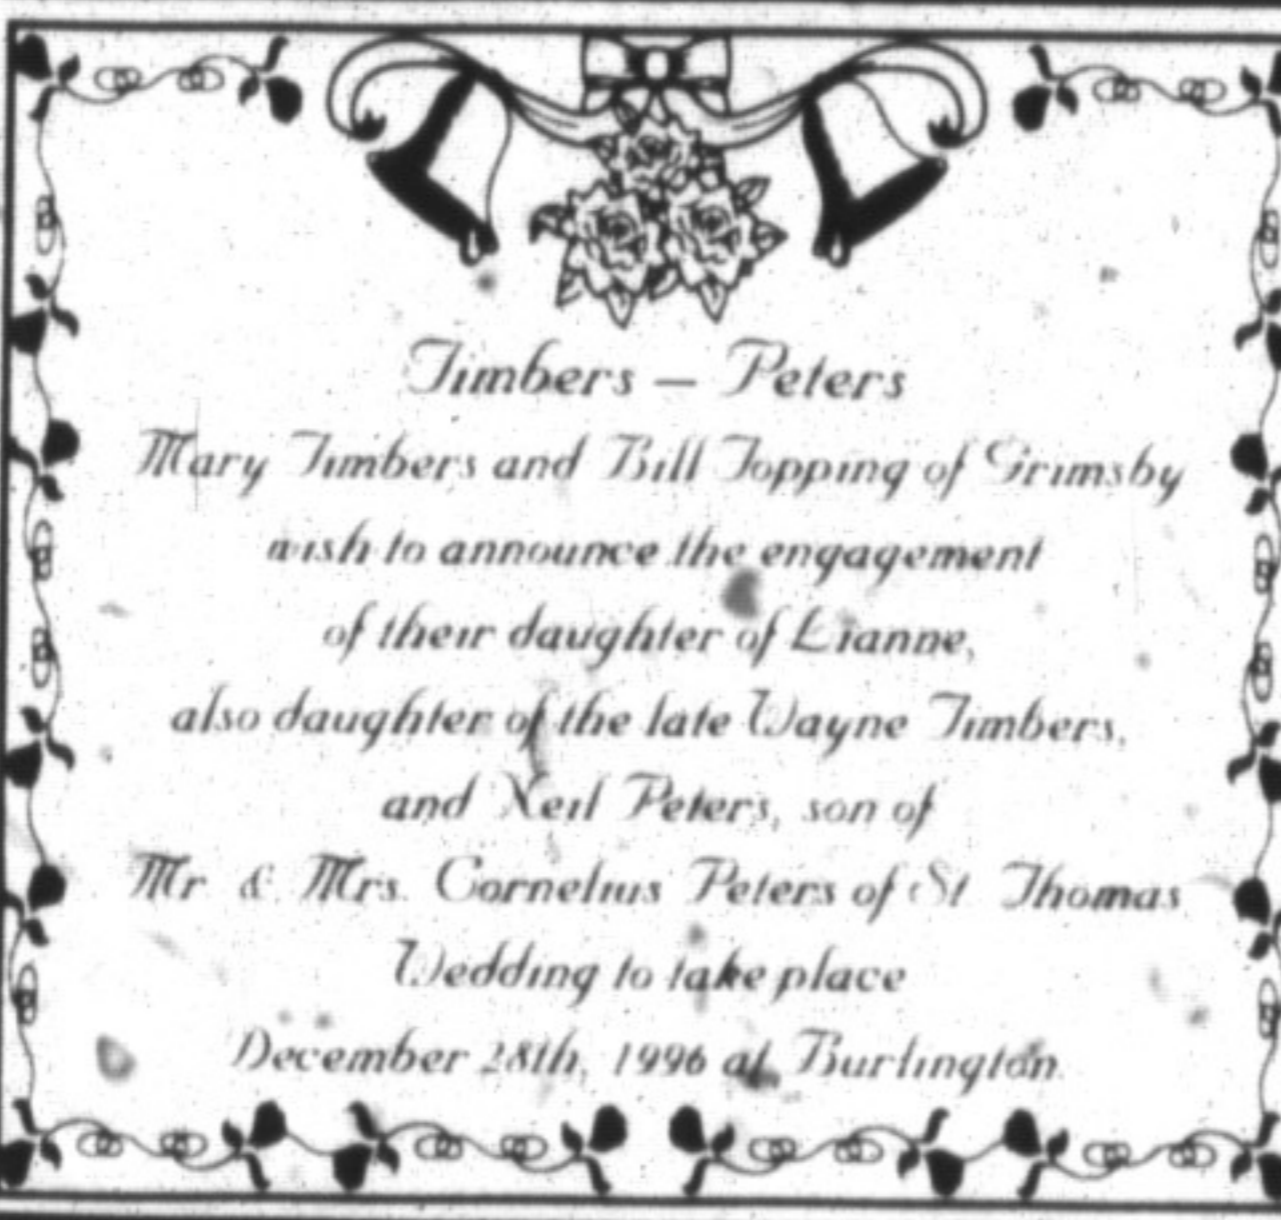 Timbers — Peters
Mary Timbers and Bill Topping of Grimsby
wish to announce the engagement
of their daughter of Lianne,
also daughter of the late Wayne Timbers,
and Neil Peters, son of
Mr & Mrs. Cornelius Peters of St. Thomas
Wedding to take place
December 28th, 1996 at Burlington.